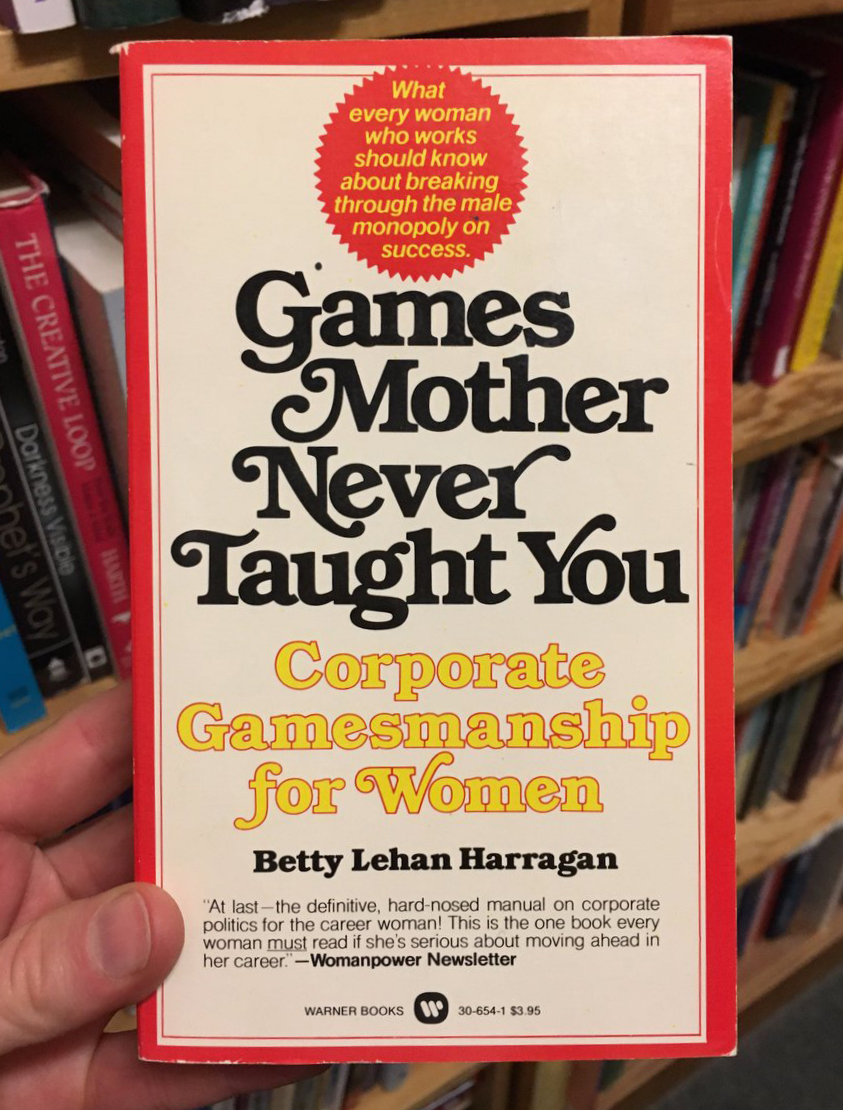 What
every woman
who works
should know
about breaking
through the male
monopoly on
success.
Games
Mother
Never
Taught You
Corporate
Gamesmanship
for Women
Betty Lehan Harragan
"At last—the definitive, hard-nosed manual on corporate
politics for the career woman! This is the one book every
woman must read if she's serious about moving ahead in
her career."—Womanpower Newsletter
WARNER BOOKS W 30-654-1 $3.95
THE CREATIVE LOOP
HARTH
Darkness Visible
Way